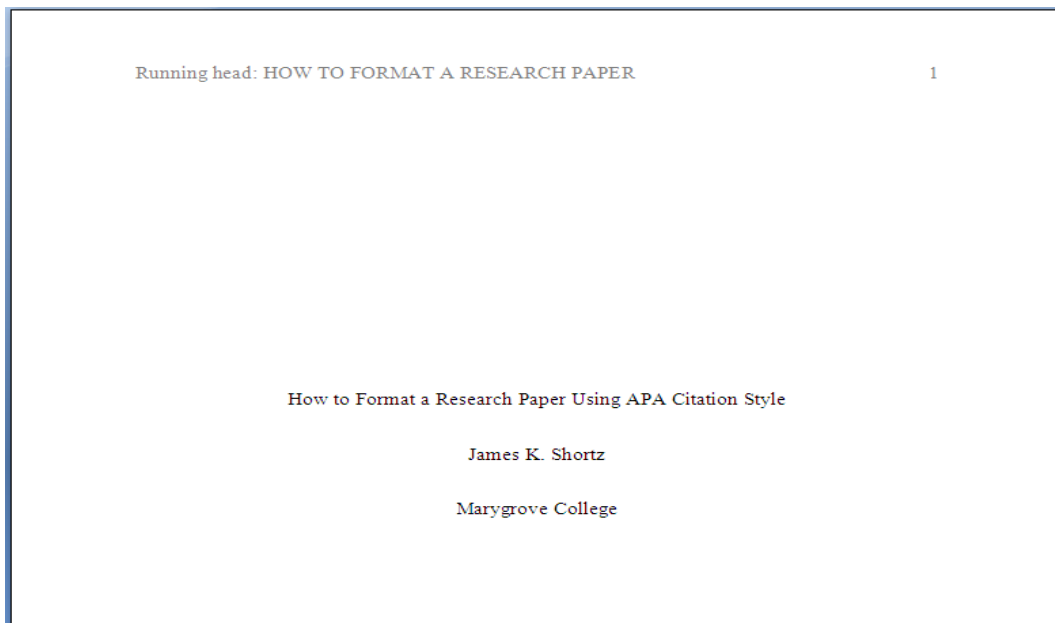 Running head: HOW TO FORMAT A RESEARCH PAPER 1
How to Format a Research Paper Using APA Citation Style
James K. Shortz
Marygrove College